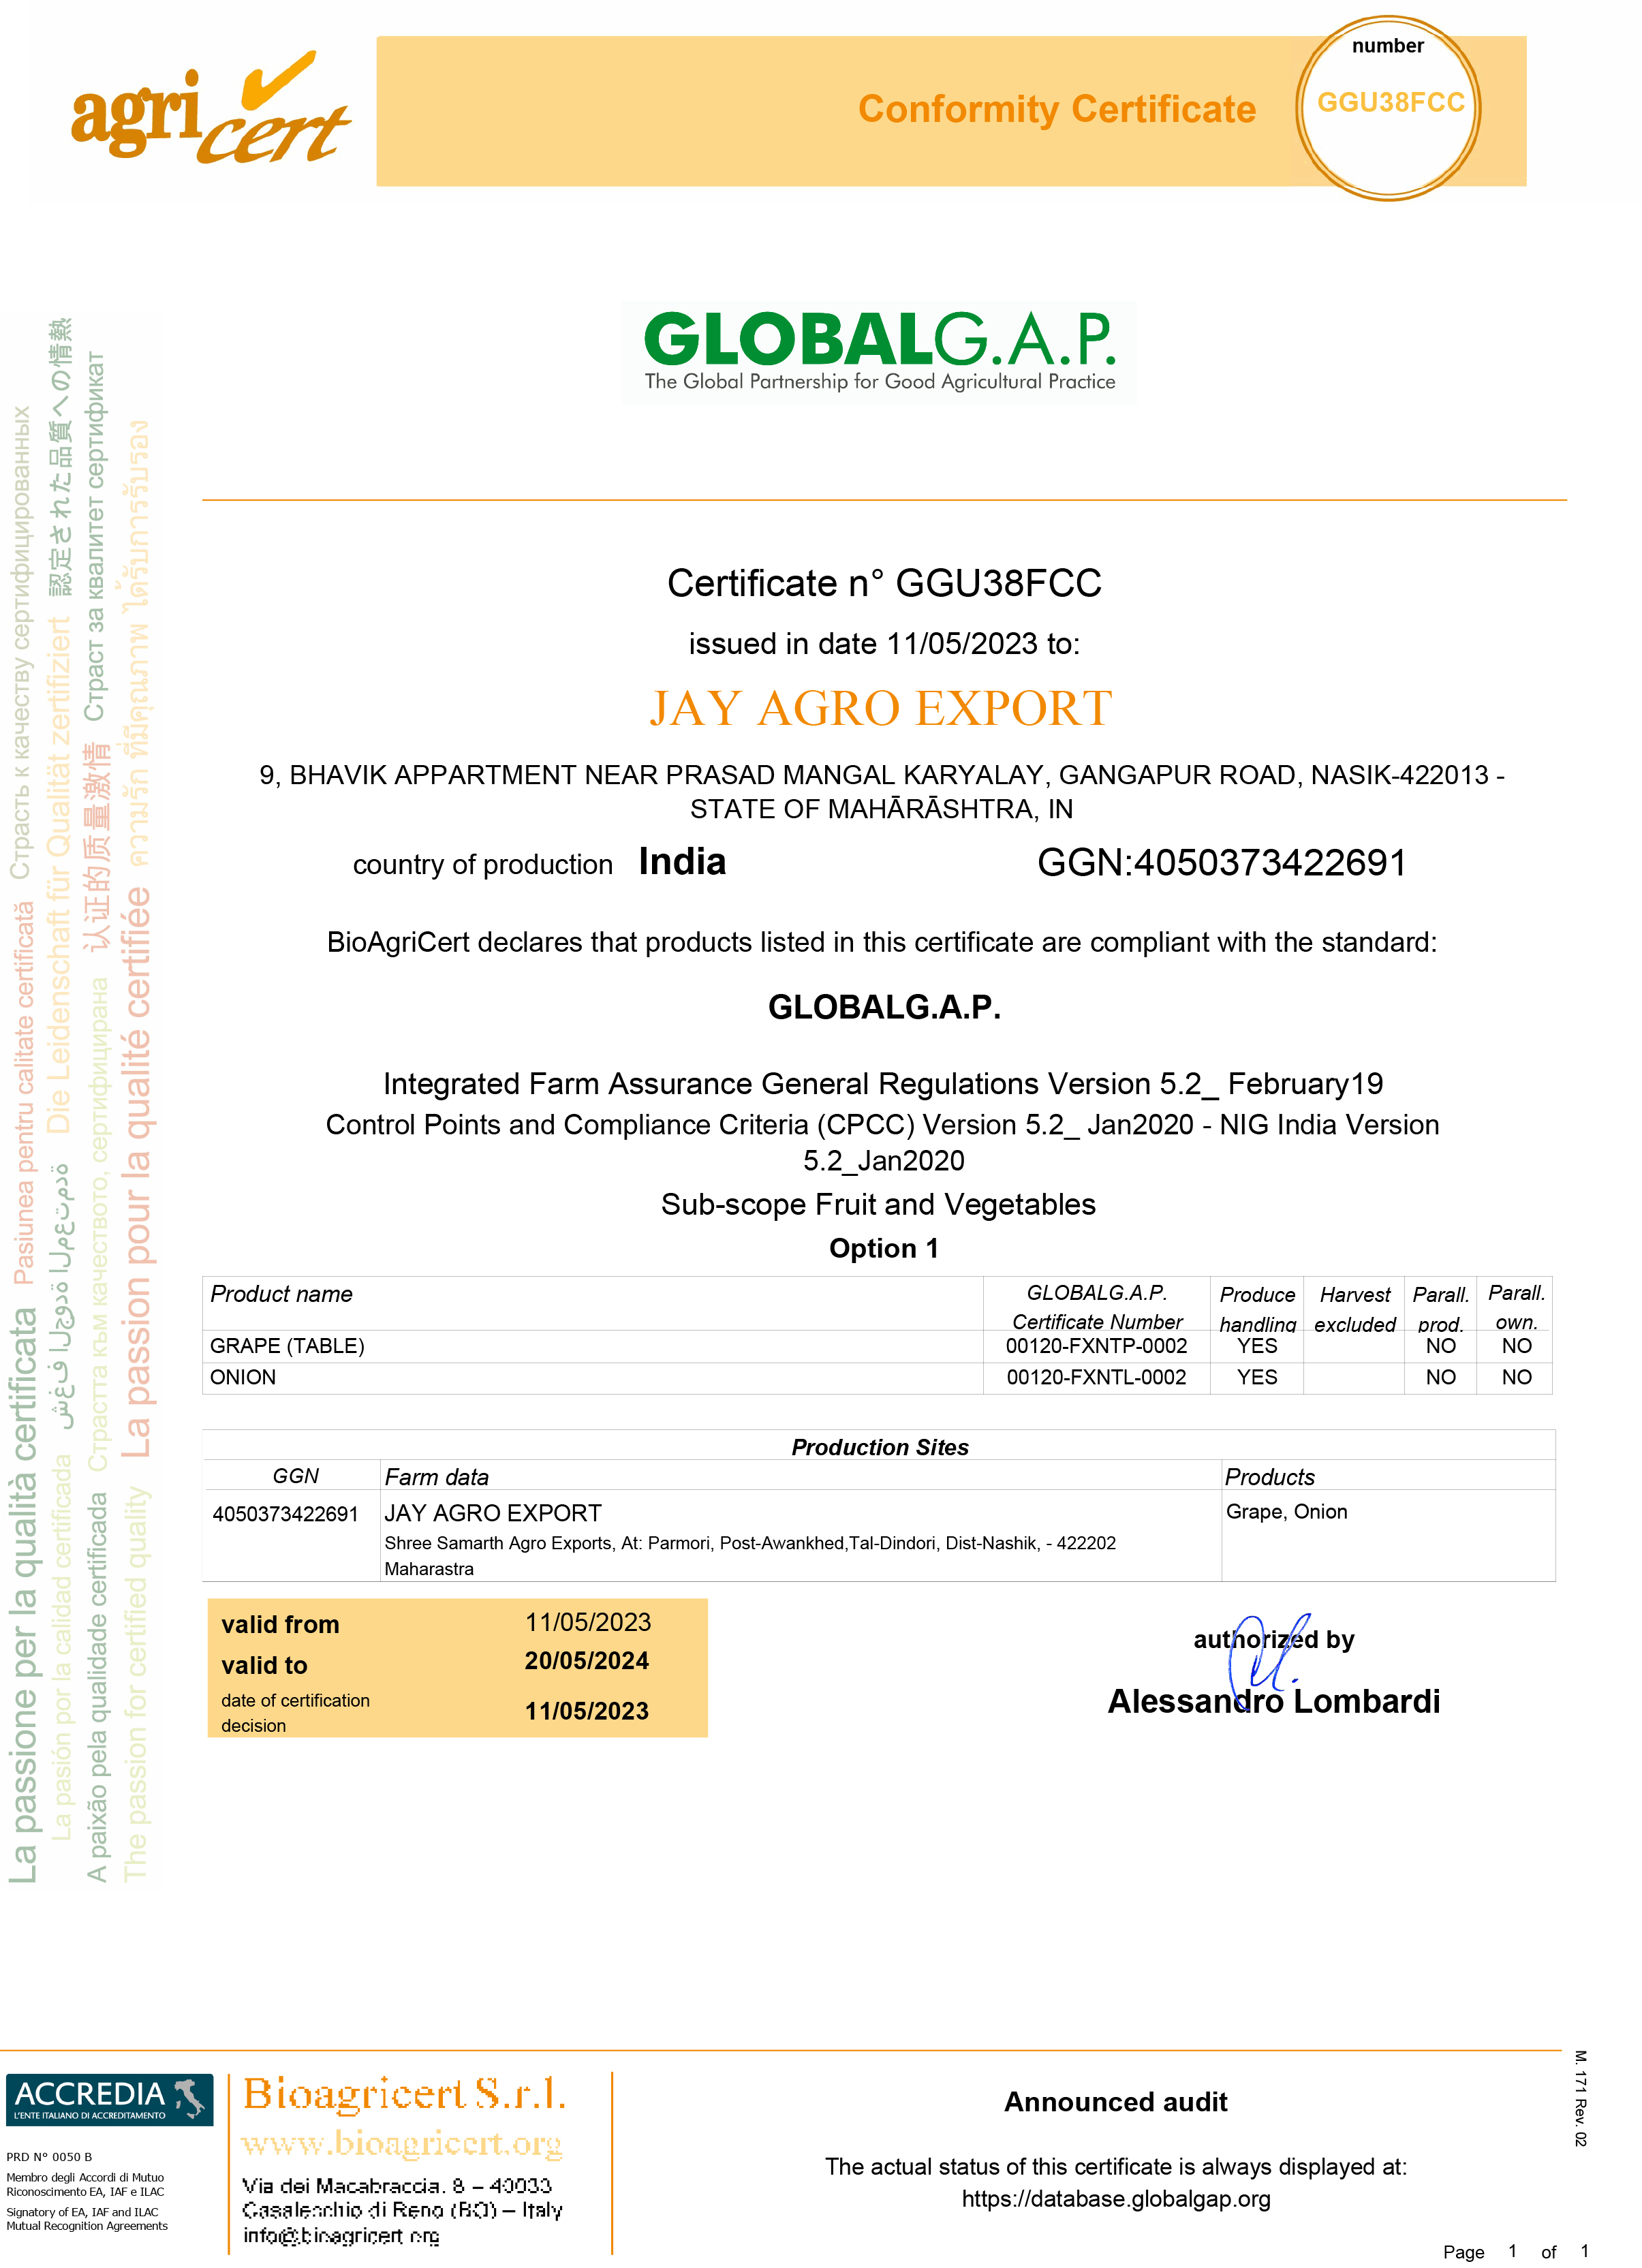 agri cert
Conformity Certificate
number
GGU38FCC
GLOBALG.A.P.
The Global Partnership for Good Agricultural Practice
Certificate n° GGU38FCC
issued in date 11/05/2023 to:
JAY AGRO EXPORT
9, BHAVIK APPARTMENT NEAR PRASAD MANGAL KARYALAY, GANGAPUR ROAD, NASIK-422013 -
STATE OF MAHĀRĀSHTRA, IN
country of production India GGN:4050373422691
BioAgriCert declares that products listed in this certificate are compliant with the standard:
GLOBALG.A.P.
Integrated Farm Assurance General Regulations Version 5.2_ February19
Control Points and Compliance Criteria (CPCC) Version 5.2_ Jan2020 - NIG India Version
5.2_Jan2020
Sub-scope Fruit and Vegetables
Option 1
Product name GLOBALG.A.P. Produce Harvest Parall. Parall.
Certificate Number handling excluded prod. own.
GRAPE (TABLE) 00120-FXNTP-0002 YES NO NO
ONION 00120-FXNTL-0002 YES NO NO
Production Sites
GGN Farm data Products
4050373422691 JAY AGRO EXPORT Grape, Onion
Shree Samarth Agro Exports, At: Parmori, Post-Awankhed,Tal-Dindori, Dist-Nashik, - 422202
Maharastra
valid from 11/05/2023
valid to 20/05/2024
date of certification
decision 11/05/2023
authorized by
Alessandro Lombardi
La passione per la qualità certificata Pasiunea pentru calitate certificată Страсть к качеству сертифицированных
La pasión por la calidad certificada شغف الجودة المعتمدة Die Leidenschaft für Qualität zertifiziert 認定された品質への情熱
A paixão pela qualidade certificada Страстта към качеството, сертифицирана 认证的质量激情 Страст за квалитет сертификат
The passion for certified quality La passion pour la qualité certifiée ความรัก ที่มีคุณภาพ ได้รับการรับรอง
ACCREDIA
L'ENTE ITALIANO DI ACCREDITAMENTO
PRD N° 0050 B
Membro degli Accordi di Mutuo
Riconoscimento EA, IAF e ILAC
Signatory of EA, IAF and ILAC
Mutual Recognition Agreements
Bioagricert S.r.l.
www.bioagricert.org
Via dei Macabraccia, 8 – 40033
Casalecchio di Reno (BO) – Italy
info@bioagricert.org
Announced audit
The actual status of this certificate is always displayed at:
https://database.globalgap.org
M. 171 Rev. 02
Page 1 of 1